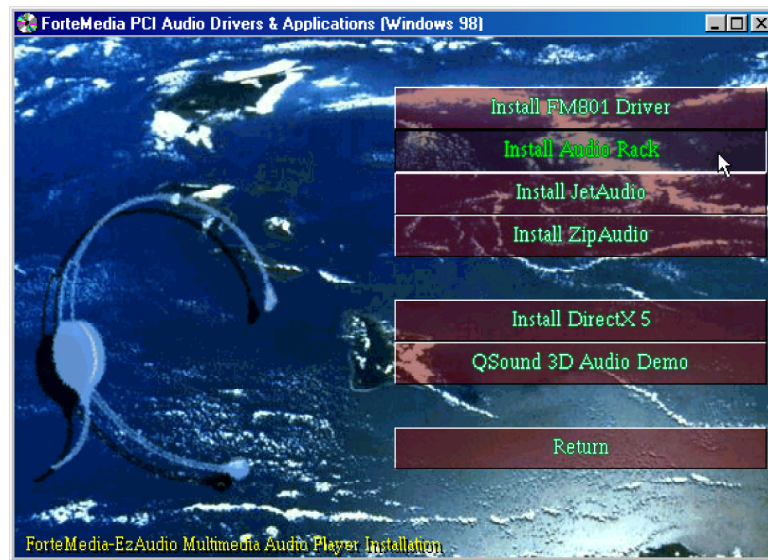 ForteMedia PCI Audio Drivers & Applications (Windows 98)
Install FM801 Driver
Install Audio Rack
Install JetAudio
Install ZipAudio
Install DirectX 5
QSound 3D Audio Demo
Return
ForteMedia-EzAudio Multimedia Audio Player Installation